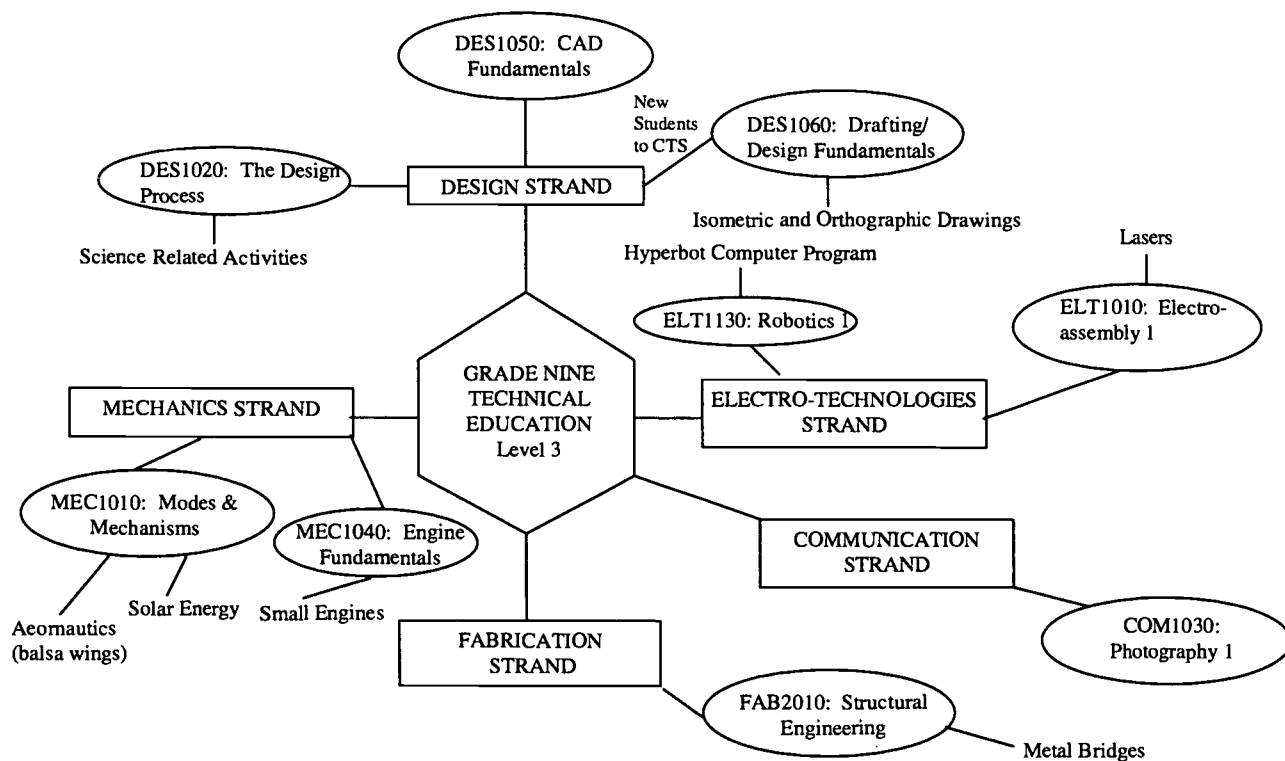 DES1050: CAD
Fundamentals
New
Students
to CTS
DES1060: Drafting/
Design Fundamentals
DES1020: The Design
Process
DESIGN STRAND
Isometric and Orthographic Drawings
Science Related Activities
Hyperbot Computer Program
Lasers
ELT1130: Robotics 1
ELT1010: Electro-
assembly 1
GRADE NINE
TECHNICAL
EDUCATION
Level 3
MECHANICS STRAND
ELECTRO-TECHNOLOGIES
STRAND
MEC1010: Modes &
Mechanisms
MEC1040: Engine
Fundamentals
COMMUNICATION
STRAND
Solar Energy
Small Engines
Aeornautics
(balsa wings)
FABRICATION
STRAND
COM1030:
Photography 1
FAB2010: Structural
Engineering
Metal Bridges